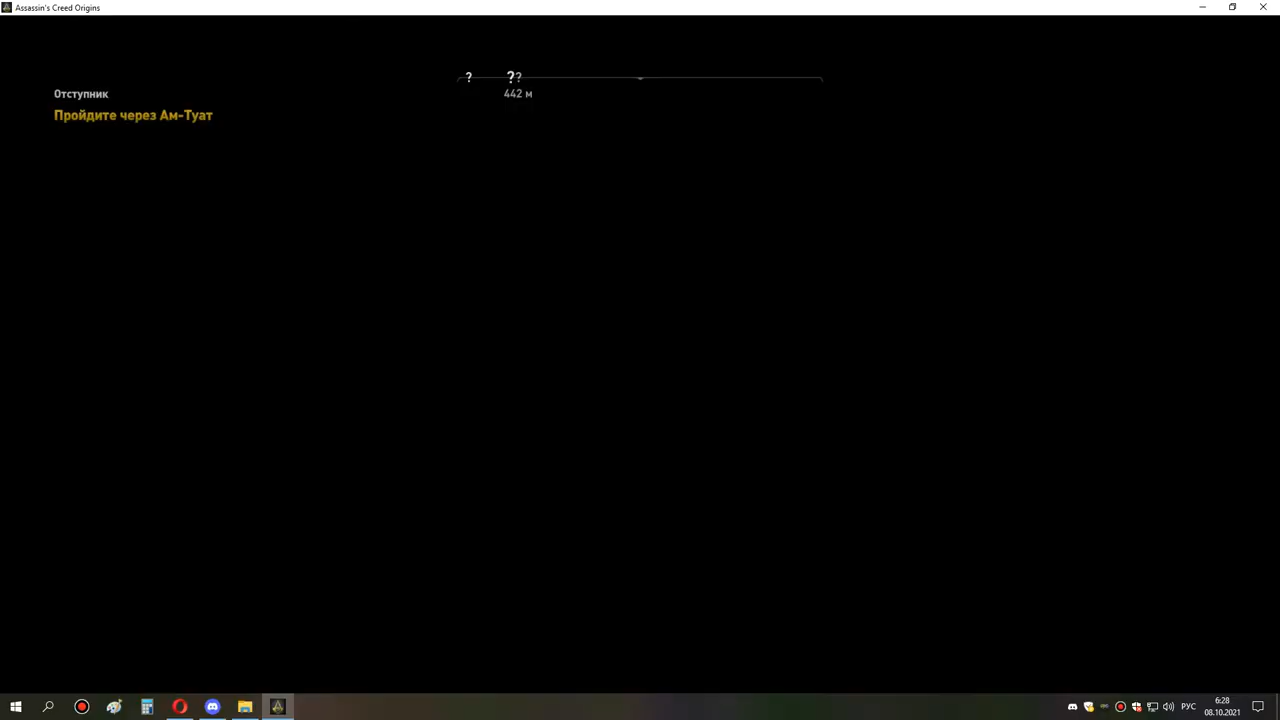 Assassin's Creed Origins
? ??
442 м
Отступник
Пройдите через Ам-Туат
РУС
6:28
08.10.2021